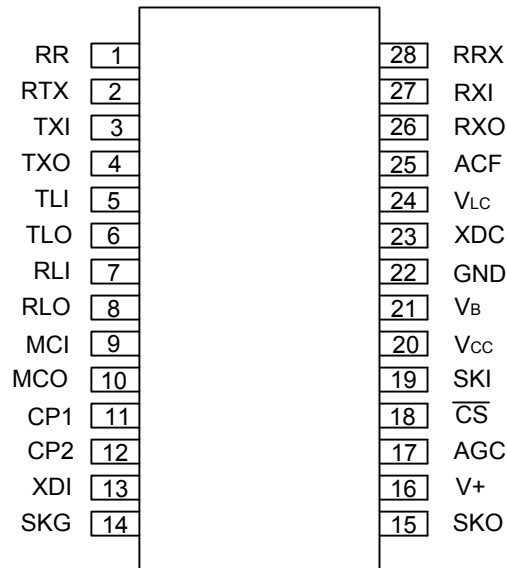 RR 1 28 RRX
RTX 2 27 RXI
TXI 3 26 RXO
TXO 4 25 ACF
TLI 5 24 VLC
TLO 6 23 XDC
RLI 7 22 GND
RLO 8 21 VB
MCI 9 20 VCC
MCO 10 19 SKI
CP1 11 18 C̅S̅
CP2 12 17 AGC
XDI 13 16 V+
SKG 14 15 SKO